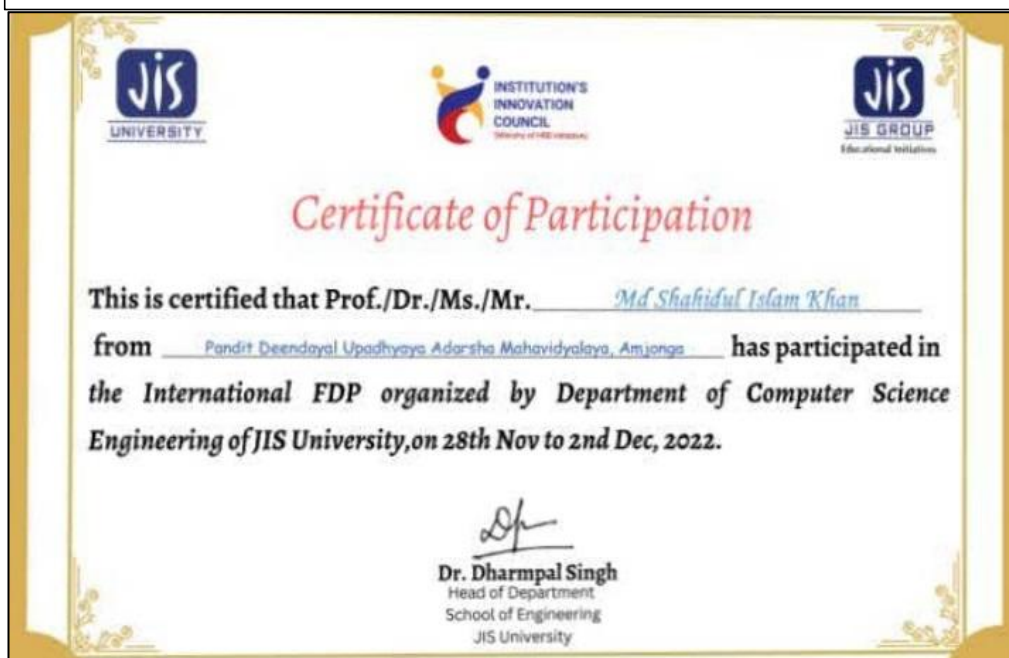 JIS
UNIVERSITY
INSTITUTION'S
INNOVATION
COUNCIL
JIS
JIS GROUP
Educational Initiatives
Certificate of Participation
This is certified that Prof./Dr./Ms./Mr. Md Shahidul Islam Khan
from Pandit Deendayal Upadhyaya Adarsha Mahavidyalaya, Amjonga has participated in
the International FDP organized by Department of Computer Science
Engineering of JIS University,on 28th Nov to 2nd Dec, 2022.
Dr. Dharmpal Singh
Head of Department
School of Engineering
JIS University